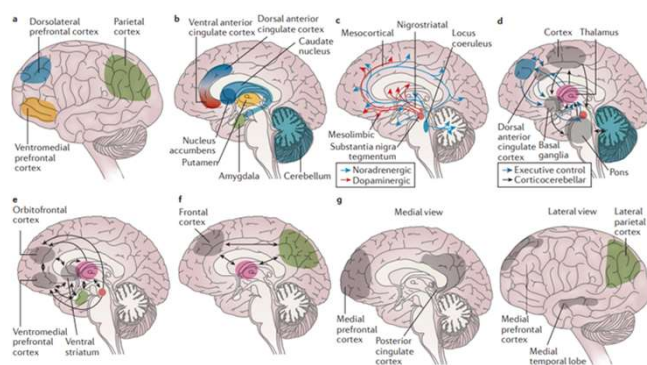 a
Dorsolateral
prefrontal cortex
Parietal
cortex
Ventromedial
prefrontal
cortex
b
Ventral anterior
cingulate cortex
Dorsal anterior
cingulate cortex
Caudate
nucleus
Nucleus
accumbens
Putamen
Amygdala
Cerebellum
c
Mesocortical
Nigrostriatal
Locus
coeruleus
Mesolimbic
Substantia nigra
tegmentum
Noradrenergic
Dopaminergic
d
Cortex
Thalamus
Dorsal
anterior
cingulate
cortex
Basal
ganglia
Pons
Executive control
Corticocerebellar
e
Orbitofrontal
cortex
Ventromedial
prefrontal
cortex
Ventral
striatum
f
Frontal
cortex
g
Medial view
Medial
prefrontal
cortex
Posterior
cingulate
cortex
Lateral view
Lateral
parietal
cortex
Medial
prefrontal
cortex
Medial
temporal lobe